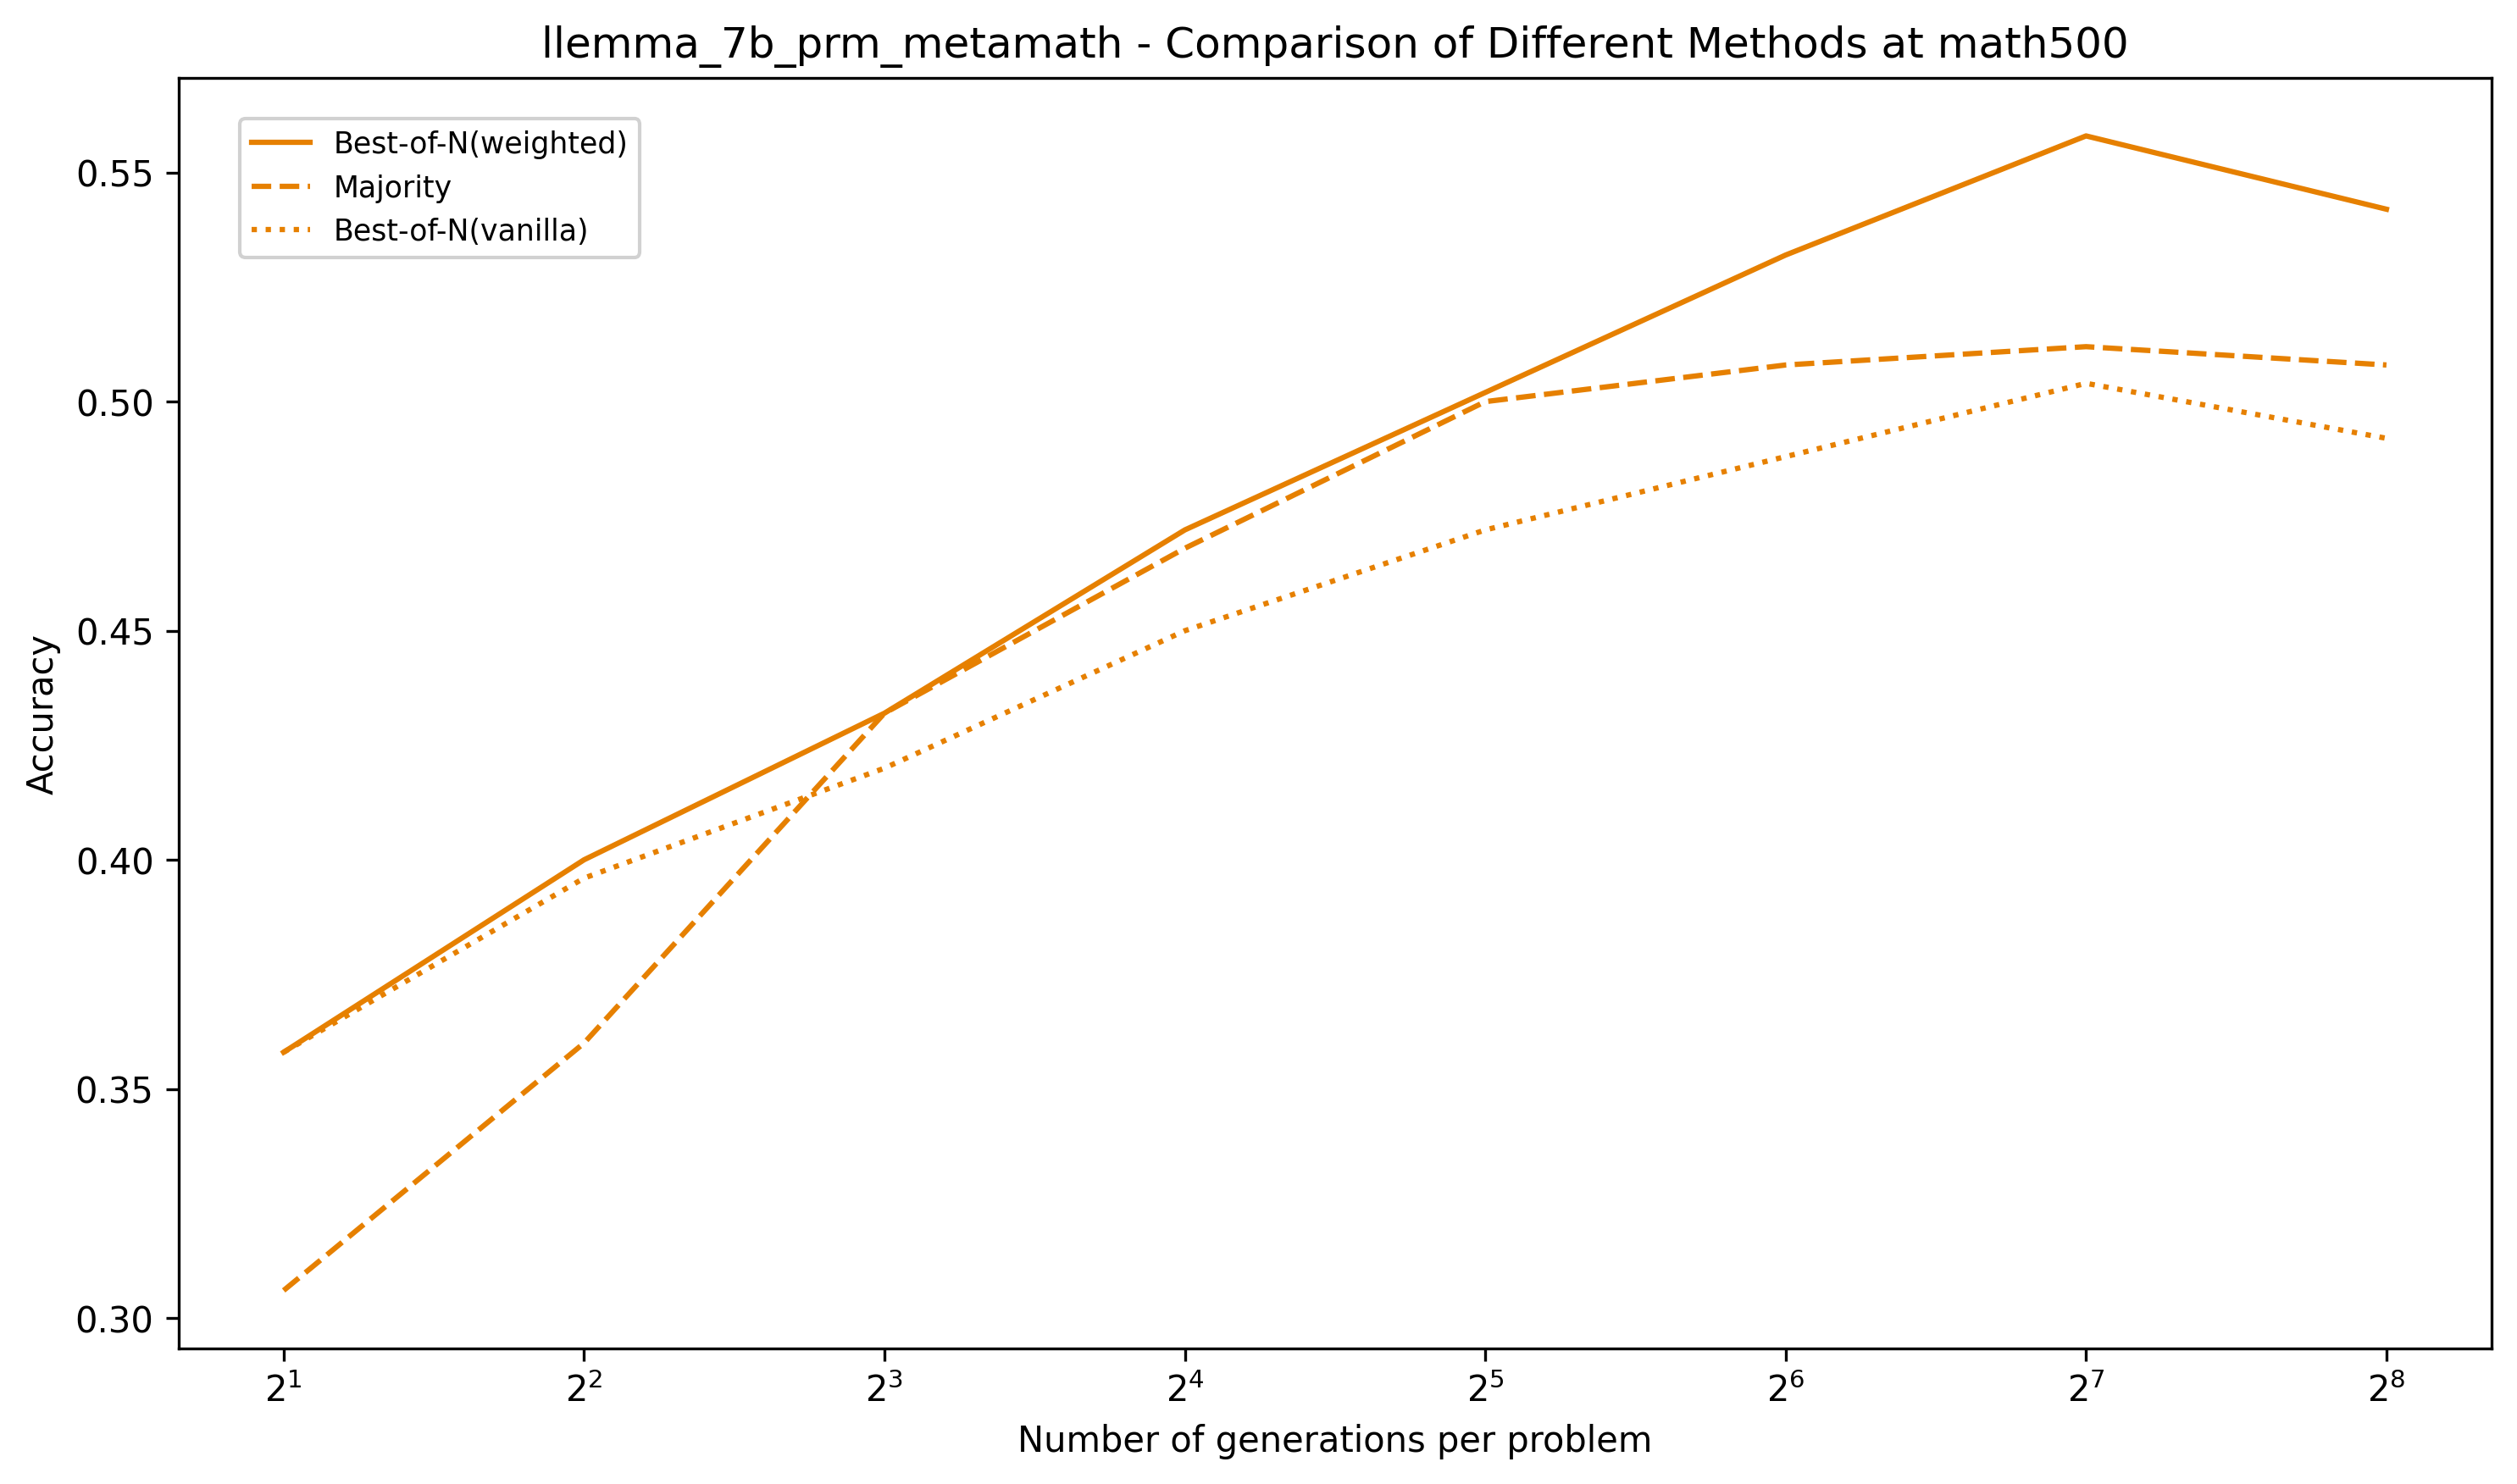 llemma_7b_prm_metamath - Comparison of Different Methods at math500
Best-of-N(weighted)
Majority
Best-of-N(vanilla)
0.55
0.50
0.45
0.40
0.35
0.30
Accuracy
2¹ 2² 2³ 2⁴ 2⁵ 2⁶ 2⁷ 2⁸
Number of generations per problem